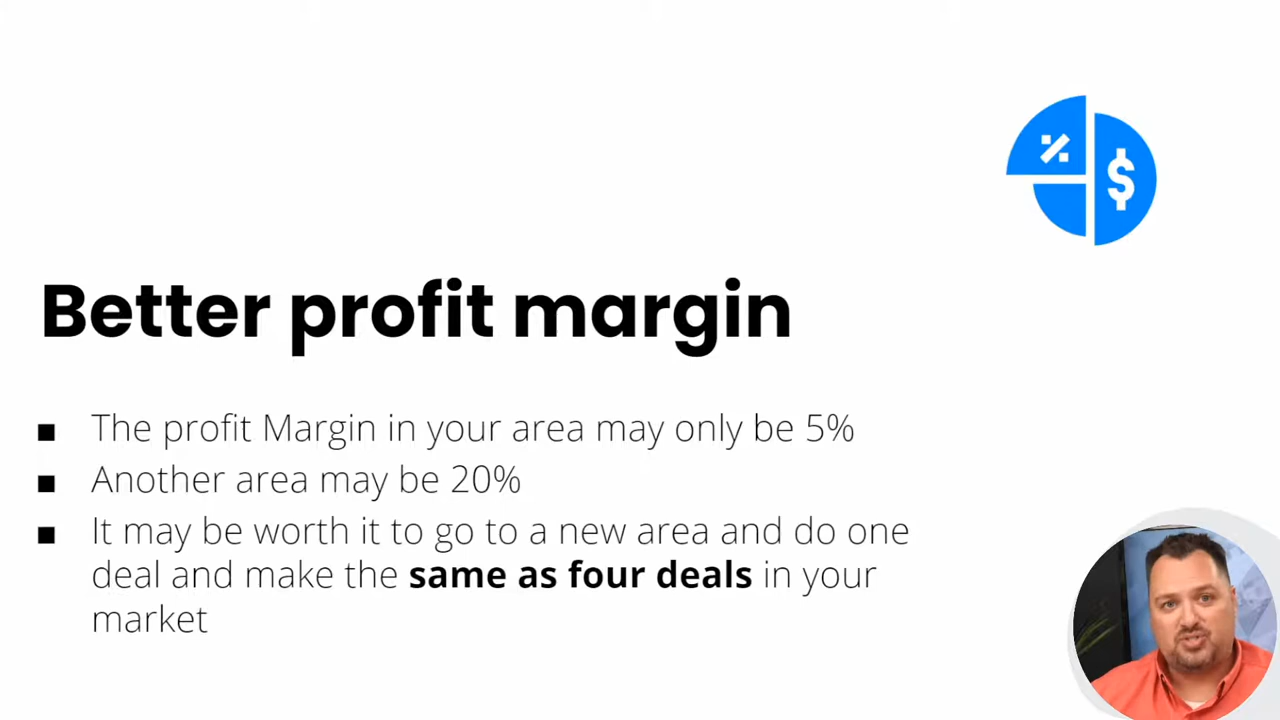 % $
Better profit margin
■ The profit Margin in your area may only be 5%
■ Another area may be 20%
■ It may be worth it to go to a new area and do one
deal and make the same as four deals in your
market